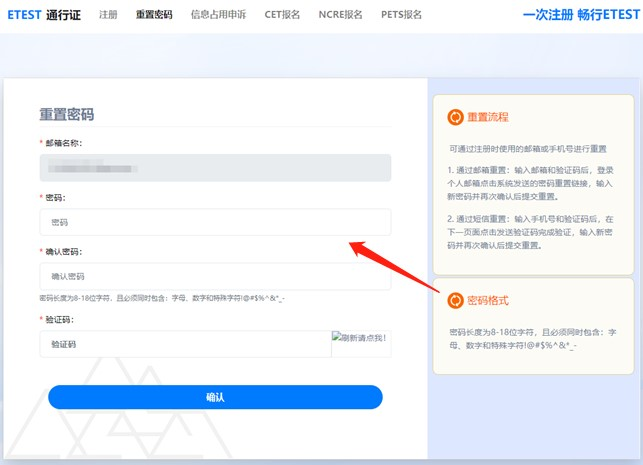 ETEST 通行证 注册 重置密码 信息占用申诉 CET报名 NCRE报名 PETS报名 一次注册 畅行ETEST
重置密码
* 邮箱名称：
* 密码：
密码
* 确认密码：
确认密码
密码长度为8-18位字符，且必须同时包含：字母、数字和特殊字符!@#$%^&*_-
* 验证码：
验证码
刷新请点我!
确认
重置流程
可通过注册时使用的邮箱或手机号进行重置
1. 通过邮箱重置：输入邮箱和验证码后，登录
个人邮箱点击系统发送的密码重置链接，输入
新密码并再次确认后提交重置。
2. 通过短信重置：输入手机号和验证码后，在
下一页面点击发送验证码完成验证，输入新密
码并再次确认后提交重置。
密码格式
密码长度为8-18位字符，且必须同时包含：字
母、数字和特殊字符!@#$%^&*_-